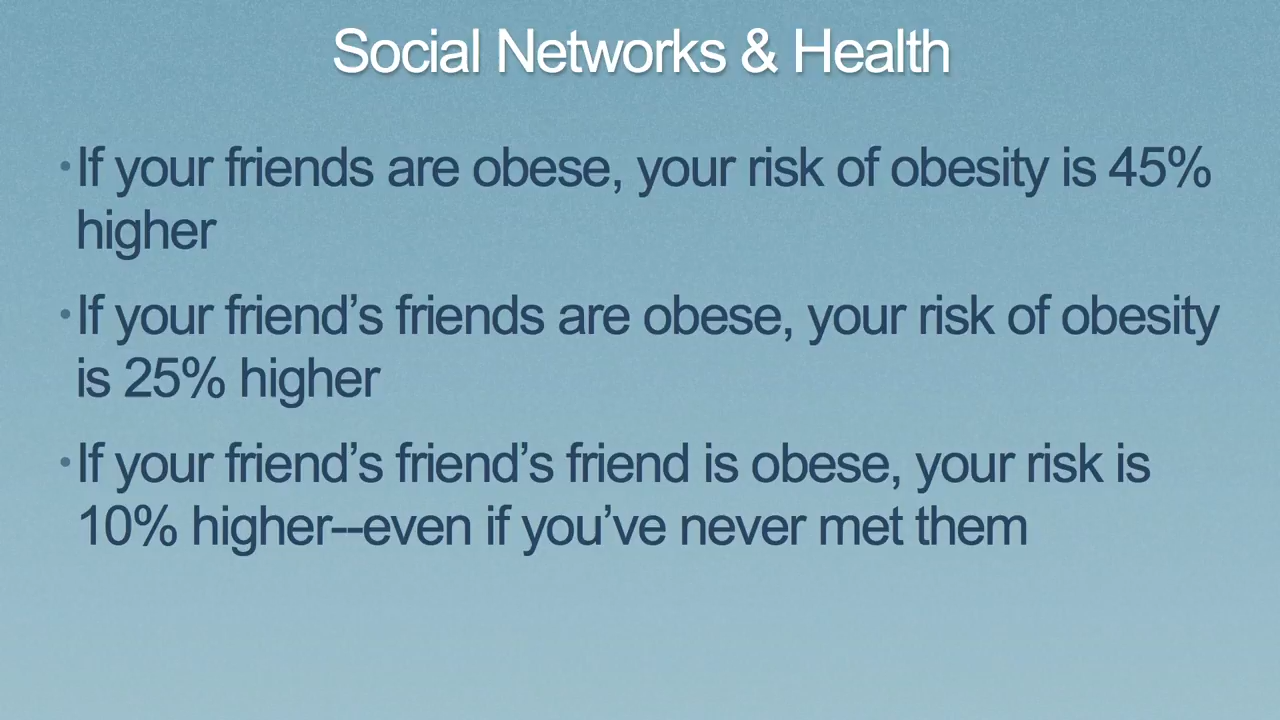 Social Networks & Health
•If your friends are obese, your risk of obesity is 45%
higher
•If your friend’s friends are obese, your risk of obesity
is 25% higher
•If your friend’s friend’s friend is obese, your risk is
10% higher--even if you’ve never met them